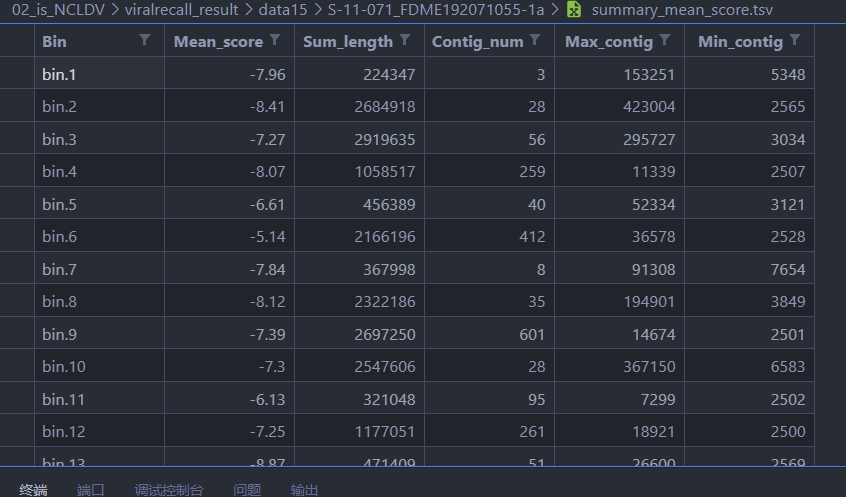 02_is_NCLDV > viralrecall_result > data15 > S-11-071_FDME192071055-1a > summary_mean_score.tsv
Bin Mean_score Sum_length Contig_num Max_contig Min_contig
bin.1 -7.96 224347 3 153251 5348
bin.2 -8.41 2684918 28 423004 2565
bin.3 -7.27 2919635 56 295727 3034
bin.4 -8.07 1058517 259 11339 2507
bin.5 -6.61 456389 40 52334 3121
bin.6 -5.14 2166196 412 36578 2528
bin.7 -7.84 367998 8 91308 7654
bin.8 -8.12 2322186 35 194901 3849
bin.9 -7.39 2697250 601 14674 2501
bin.10 -7.3 2547606 28 367150 6583
bin.11 -6.13 321048 95 7299 2502
bin.12 -7.25 1177051 261 18921 2500
bin.13 -8.87 471409 51 26600 2569
终端 端口 调试控制台 问题 输出